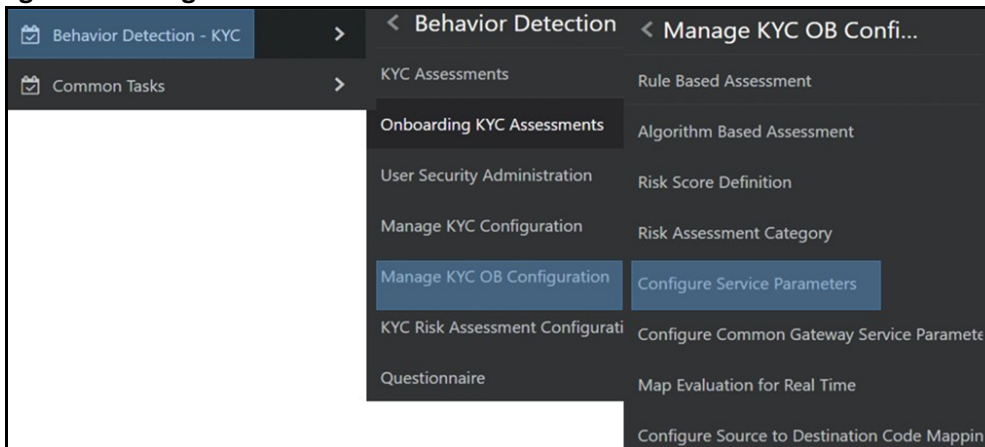 Behavior Detection - KYC
Common Tasks
Behavior Detection
KYC Assessments
Onboarding KYC Assessments
User Security Administration
Manage KYC Configuration
Manage KYC OB Configuration
KYC Risk Assessment Configurati
Questionnaire
Manage KYC OB Confi...
Rule Based Assessment
Algorithm Based Assessment
Risk Score Definition
Risk Assessment Category
Configure Service Parameters
Configure Common Gateway Service Paramete
Map Evaluation for Real Time
Configure Source to Destination Code Mappin